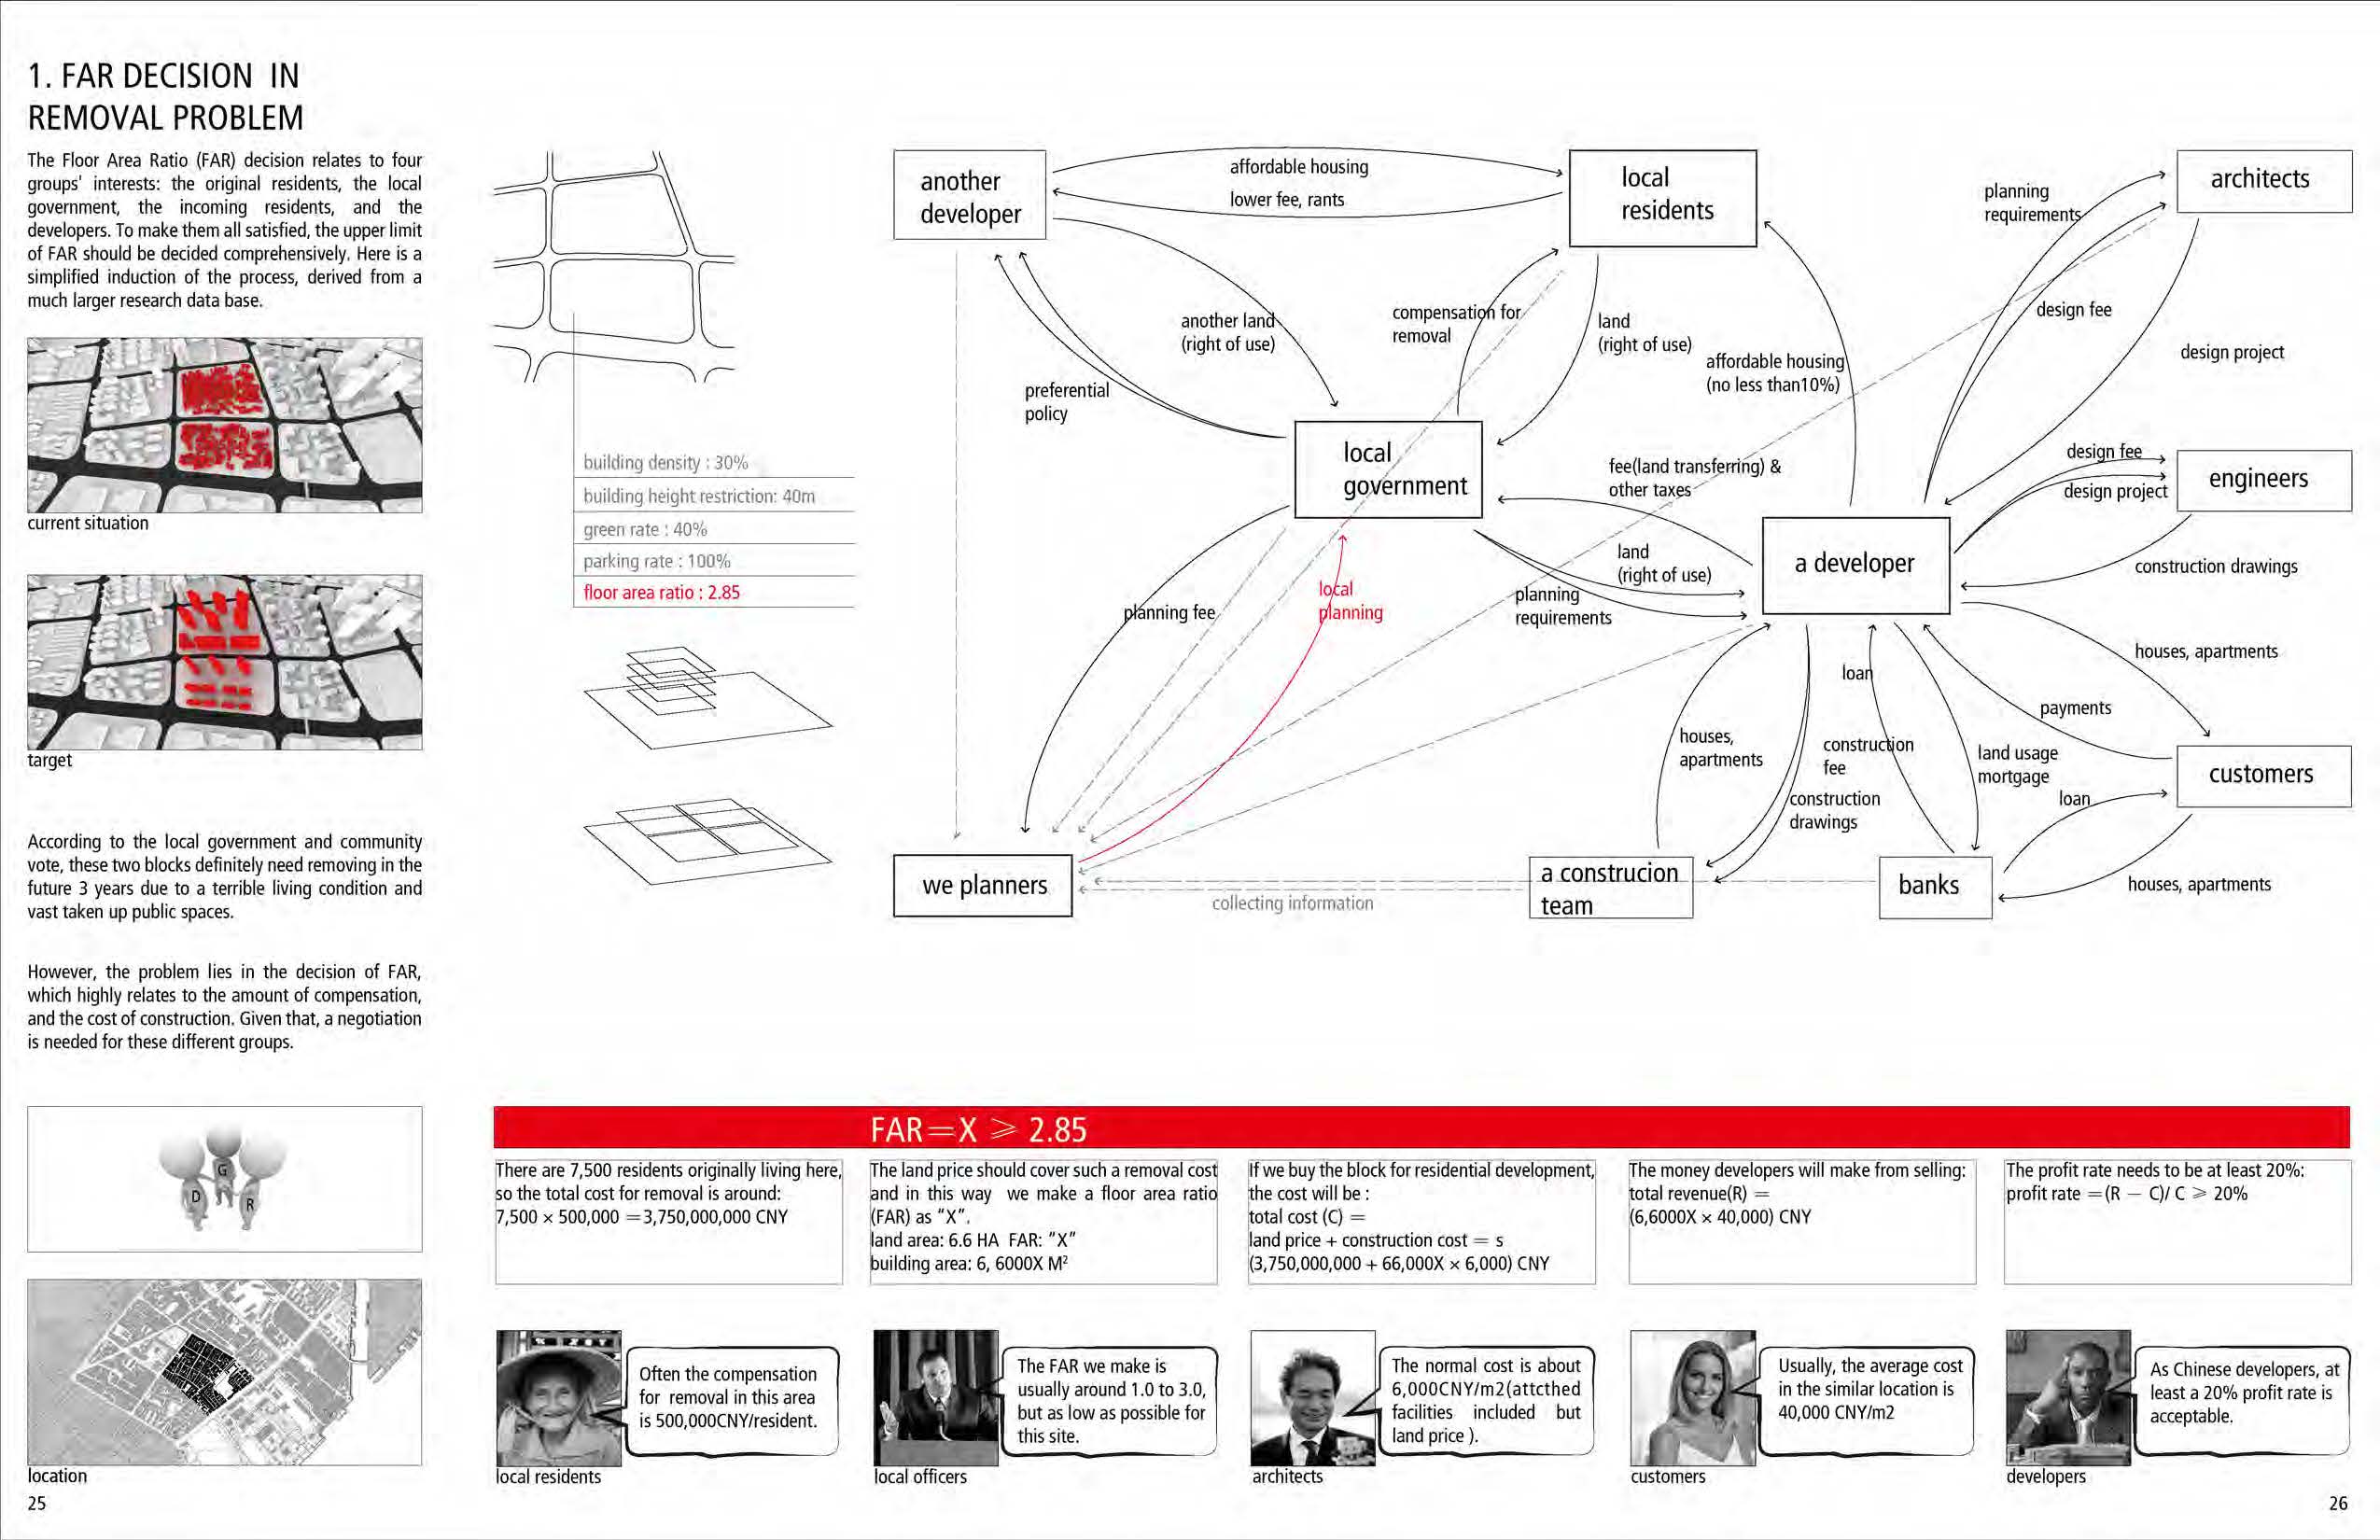 1. FAR DECISION IN
REMOVAL PROBLEM
The Floor Area Ratio (FAR) decision relates to four
groups' interests: the original residents, the local
government, the incoming residents, and the
developers. To make them all satisfied, the upper limit
of FAR should be decided comprehensively. Here is a
simplified induction of the process, derived from a
much larger research data base.
current situation
target
According to the local government and community
vote, these two blocks definitely need removing in the
future 3 years due to a terrible living condition and
vast taken up public spaces.
However, the problem lies in the decision of FAR,
which highly relates to the amount of compensation,
and the cost of construction. Given that, a negotiation
is needed for these different groups.
G
D
R
location
25
building density : 30%
building height restriction: 40m
green rate : 40%
parking rate : 100%
floor area ratio : 2.85
another
developer
affordable housing
lower fee, rants
local
residents
planning
requirements
architects
another land
(right of use)
compensation for
removal
land
(right of use)
affordable housing
(no less than10%)
design fee
design project
preferential
policy
local
government
fee(land transferring) &
other taxes
design fee
design project
engineers
a developer
land
(right of use)
construction drawings
planning fee
local
planning
planning
requirements
houses, apartments
loan
payments
houses,
apartments
construction
fee
land usage
mortgage
customers
construction
drawings
loan
we planners
collecting information
a construcion
team
banks
houses, apartments
FAR＝X ⩾ 2.85
There are 7,500 residents originally living here,
so the total cost for removal is around:
7,500 × 500,000 ＝3,750,000,000 CNY
The land price should cover such a removal cost
and in this way we make a floor area ratio
(FAR) as "X".
land area: 6.6 HA FAR: "X"
building area: 6, 6000X M²
If we buy the block for residential development,
the cost will be :
total cost (C) ＝
land price + construction cost ＝ s
(3,750,000,000 + 66,000X × 6,000) CNY
The money developers will make from selling:
total revenue(R) ＝
(6,6000X × 40,000) CNY
The profit rate needs to be at least 20%:
profit rate ＝(R － C)/ C ⩾ 20%
Often the compensation
for removal in this area
is 500,000CNY/resident.
local residents
The FAR we make is
usually around 1.0 to 3.0,
but as low as possible for
this site.
local officers
The normal cost is about
6,000CNY/m2(attcthed
facilities included but
land price ).
architects
Usually, the average cost
in the similar location is
40,000 CNY/m2
customers
As Chinese developers, at
least a 20% profit rate is
acceptable.
developers
26